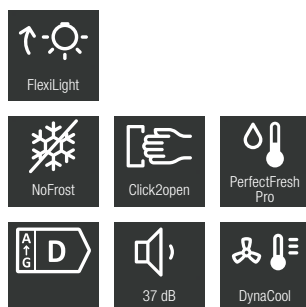 FlexiLight
NoFrost
Click2open
PerfectFresh
Pro
A
↑
G
D
37 dB
DynaCool